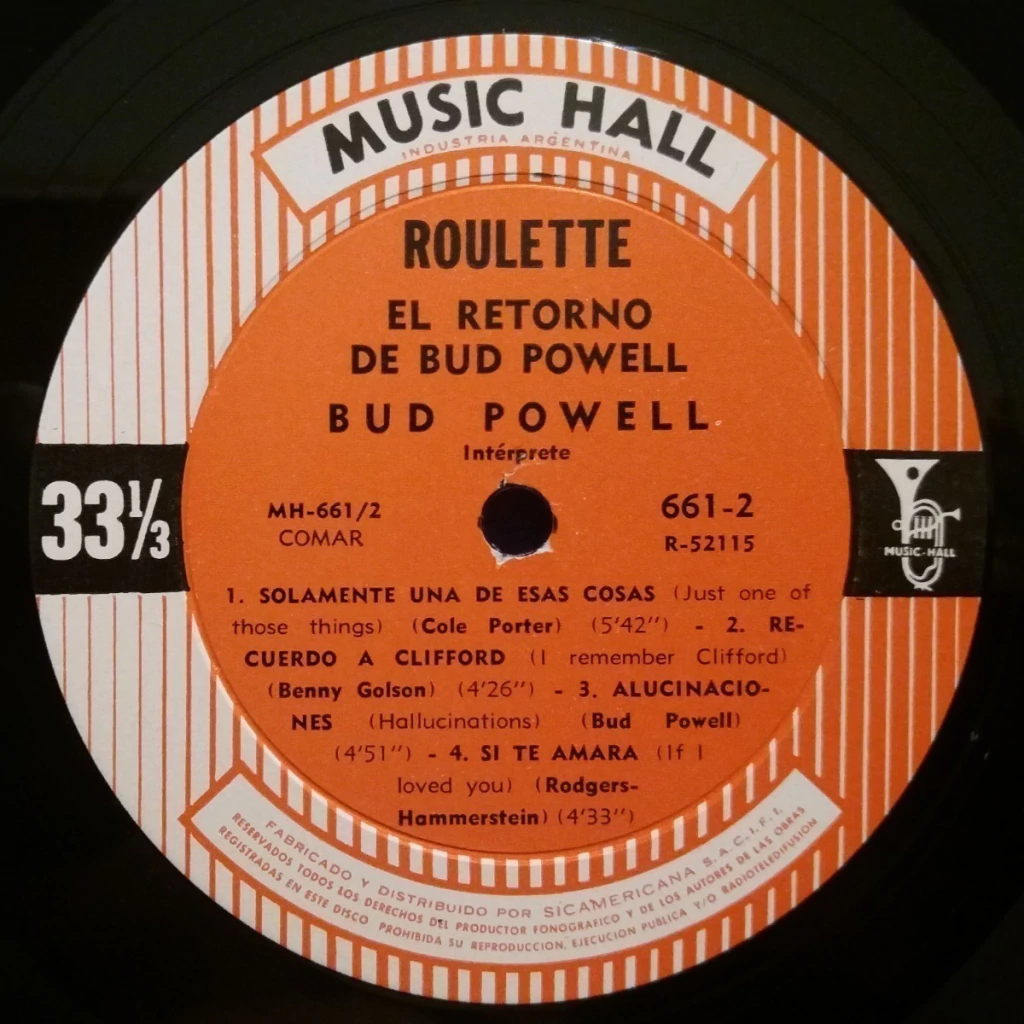 MUSIC HALL
INDUSTRIA ARGENTINA
ROULETTE
EL RETORNO
DE BUD POWELL
BUD POWELL
Intérprete
33⅓
MH-661/2
COMAR
661-2
R-52115
MUSIC-HALL
1. SOLAMENTE UNA DE ESAS COSAS (Just one of
those things) (Cole Porter) (5'42'') - 2. RE-
CUERDO A CLIFFORD (I remember Clifford)
(Benny Golson) (4'26'') - 3. ALUCINACIO-
NES (Hallucinations) (Bud Powell)
(4'51'') - 4. SI TE AMARA (If I
loved you) (Rodgers-
Hammerstein) (4'33'')
FABRICADO Y DISTRIBUIDO POR SICAMERICANA S.A.C.I.F.I.
RESERVADOS TODOS LOS DERECHOS DEL PRODUCTOR FONOGRAFICO Y DE LOS AUTORES DE LAS OBRAS
REGISTRADAS EN ESTE DISCO PROHIBIDA SU REPRODUCCION, EJECUCION PUBLICA Y/O RADIOTELEDIFUSIÓN